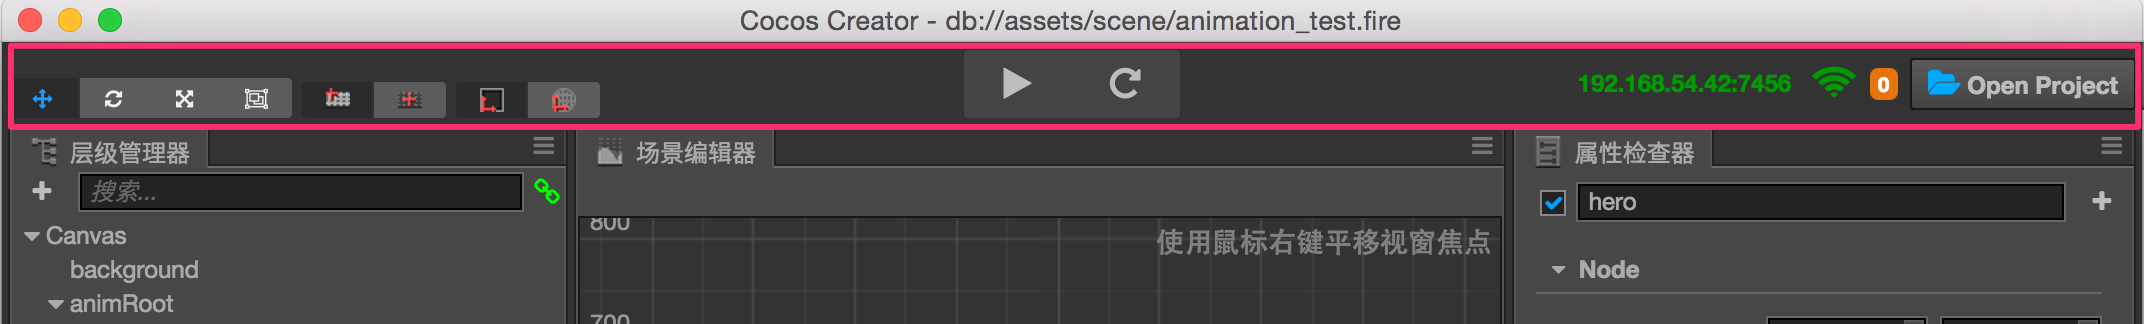 Cocos Creator - db://assets/scene/animation_test.fire
192.168.54.42:7456
0
Open Project
层级管理器
场景编辑器
属性检查器
搜索...
hero
Canvas
800
使用鼠标右键平移视窗焦点
background
Node
animRoot
700